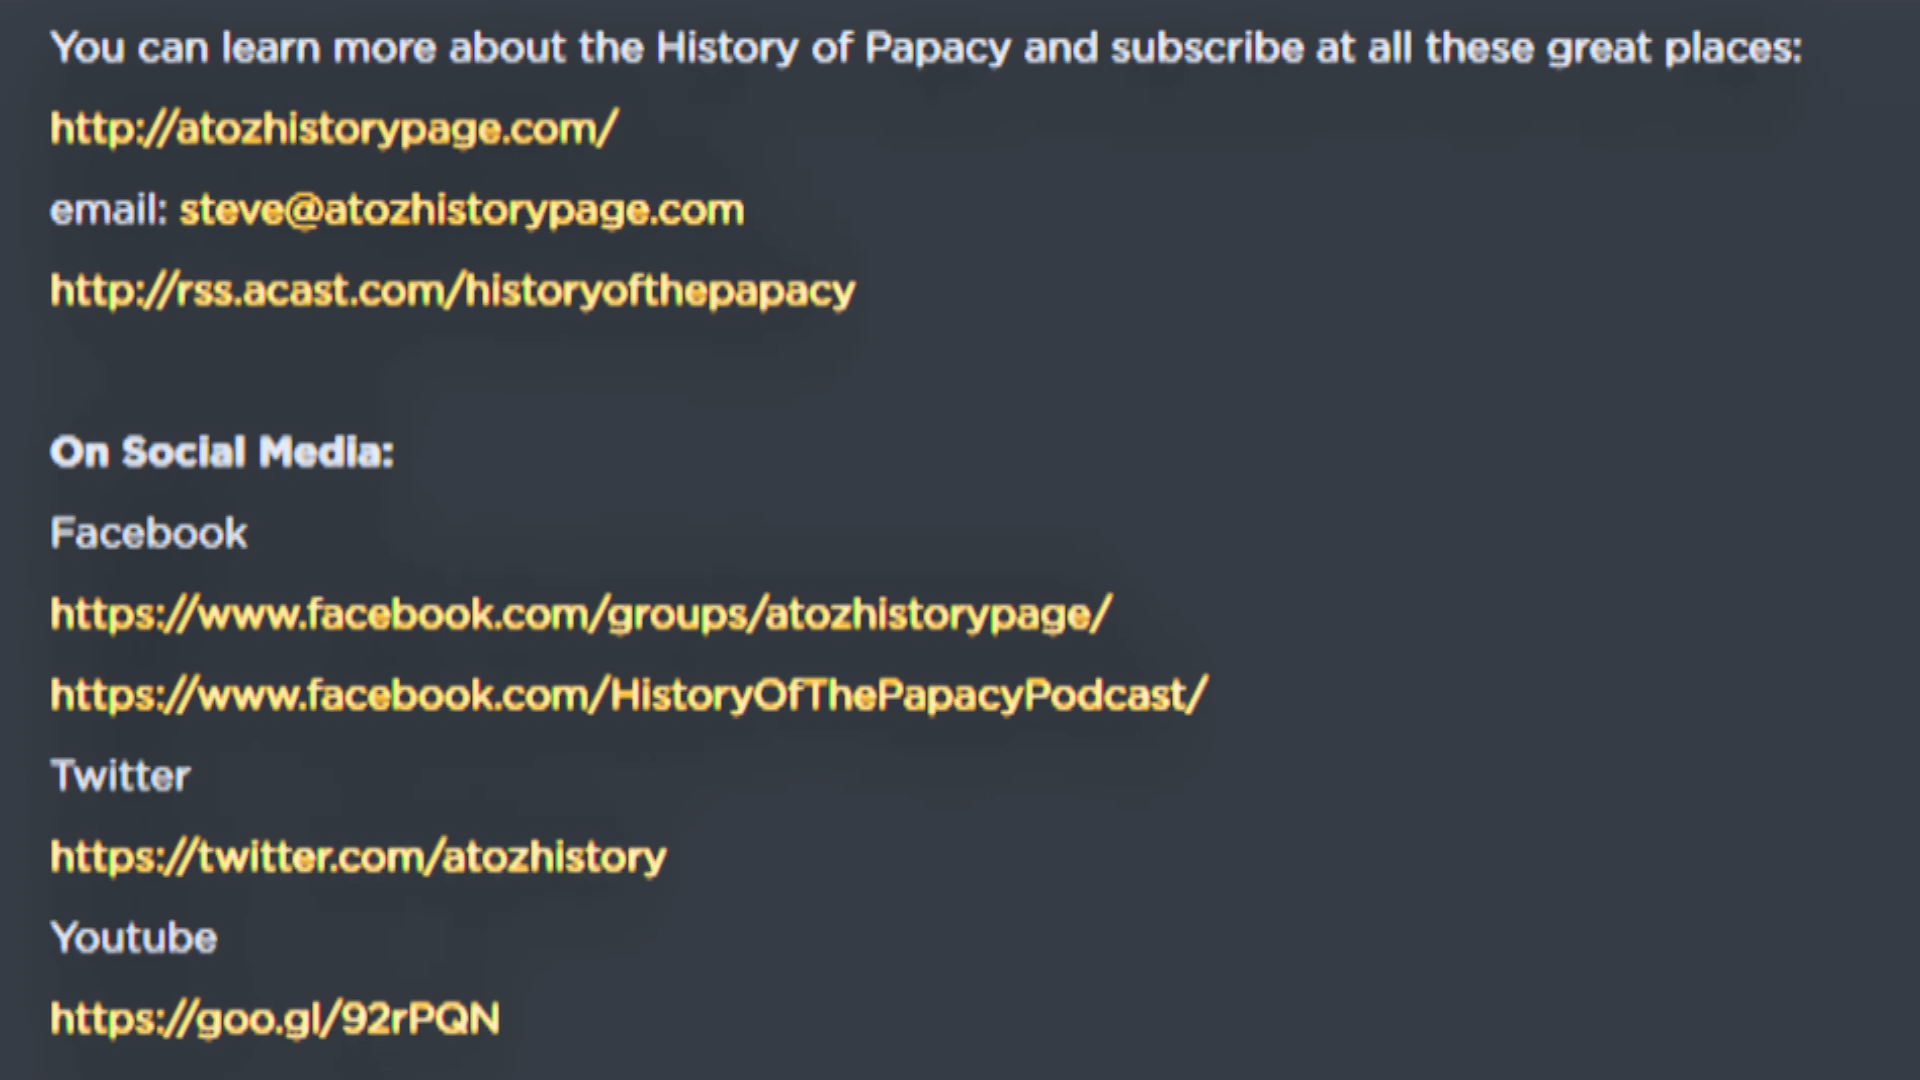 You can learn more about the History of Papacy and subscribe at all these great places:
http://atozhistorypage.com/
email: steve@atozhistorypage.com
http://rss.acast.com/historyofthepapacy
On Social Media:
Facebook
https://www.facebook.com/groups/atozhistorypage/
https://www.facebook.com/HistoryOfThePapacyPodcast/
Twitter
https://twitter.com/atozhistory
Youtube
https://goo.gl/92rPQN